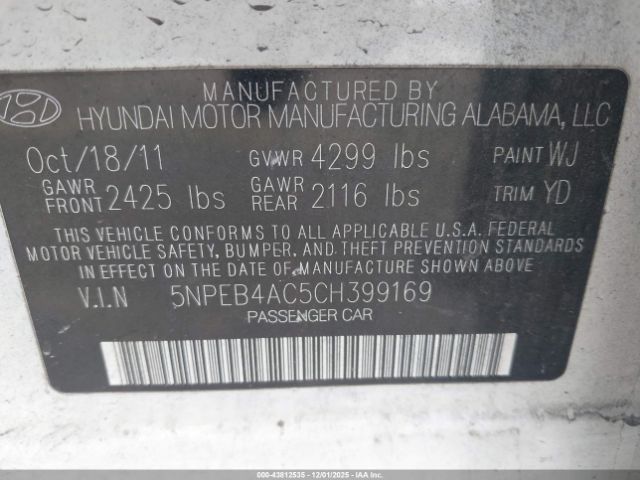 MANUFACTURED BY
HYUNDAI MOTOR MANUFACTURING ALABAMA, LLC
Oct/18/11 GVWR 4299 lbs PAINT WJ
GAWR FRONT 2425 lbs GAWR REAR 2116 lbs TRIM YD
THIS VEHICLE CONFORMS TO ALL APPLICABLE U.S.A. FEDERAL
MOTOR VEHICLE SAFETY, BUMPER, AND THEFT PREVENTION STANDARDS
IN EFFECT ON THE DATE OF MANUFACTURE SHOWN ABOVE
V.I.N 5NPEB4AC5CH399169
PASSENGER CAR
000-43812535 - 12/01/2025 - IAAI.COM